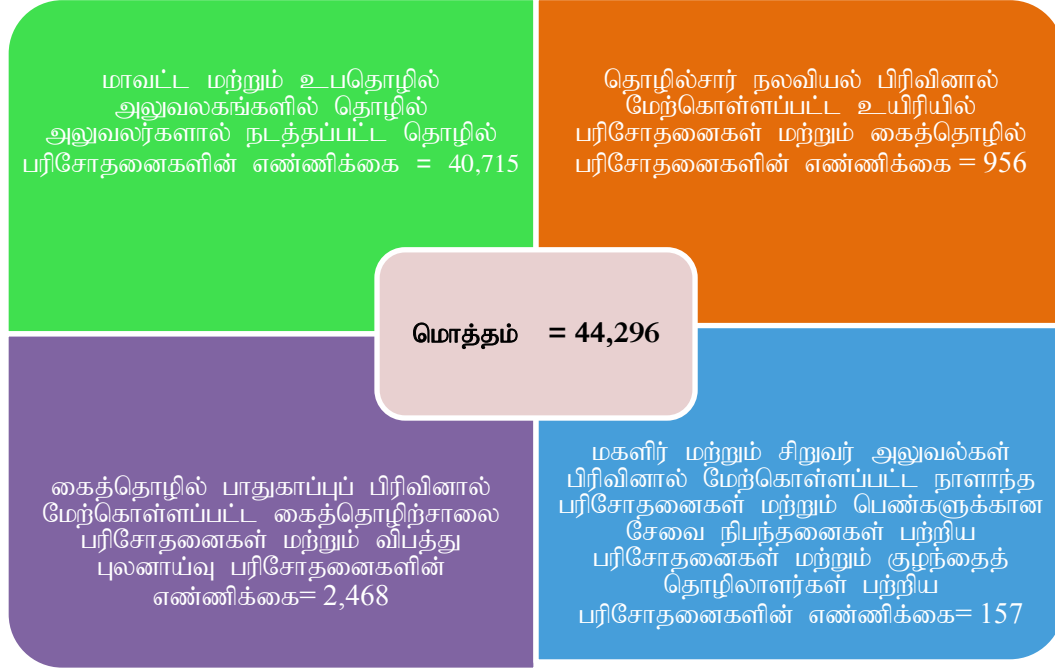 மாவட்ட மற்றும் உபதொழில்
அலுவலகங்களில் தொழில்
அலுவலர்களால் நடத்தப்பட்ட தொழில்
பரிசோதனைகளின் எண்ணிக்கை = 40,715
தொழில்சார் நலவியல் பிரிவினால்
மேற்கொள்ளப்பட்ட உயிரியில்
பரிசோதனைகள் மற்றும் கைத்தொழில்
பரிசோதனைகளின் எண்ணிக்கை = 956
மொத்தம் = 44,296
கைத்தொழில் பாதுகாப்புப் பிரிவினால்
மேற்கொள்ளப்பட்ட கைத்தொழிற்சாலை
பரிசோதனைகள் மற்றும் விபத்து
புலனாய்வு பரிசோதனைகளின்
எண்ணிக்கை= 2,468
மகளிர் மற்றும் சிறுவர் அலுவல்கள்
பிரிவினால் மேற்கொள்ளப்பட்ட நாளாந்த
பரிசோதனைகள் மற்றும் பெண்களுக்கான
சேவை நிபந்தனைகள் பற்றிய
பரிசோதனைகள் மற்றும் குழந்தைத்
தொழிலாளர்கள் பற்றிய
பரிசோதனைகளின் எண்ணிக்கை= 157